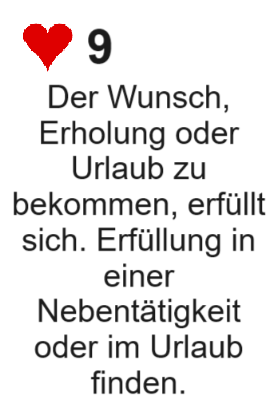 9
Der Wunsch,
Erholung oder
Urlaub zu
bekommen, erfüllt
sich. Erfüllung in
einer
Nebentätigkeit
oder im Urlaub
finden.